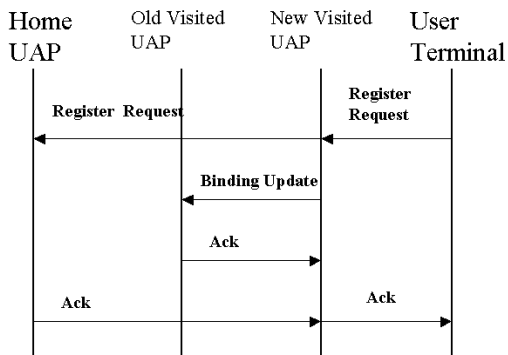 Home
UAP
Old Visited
UAP
New Visited
UAP
User
Terminal
Register Request
Register
Request
Binding Update
Ack
Ack
Ack